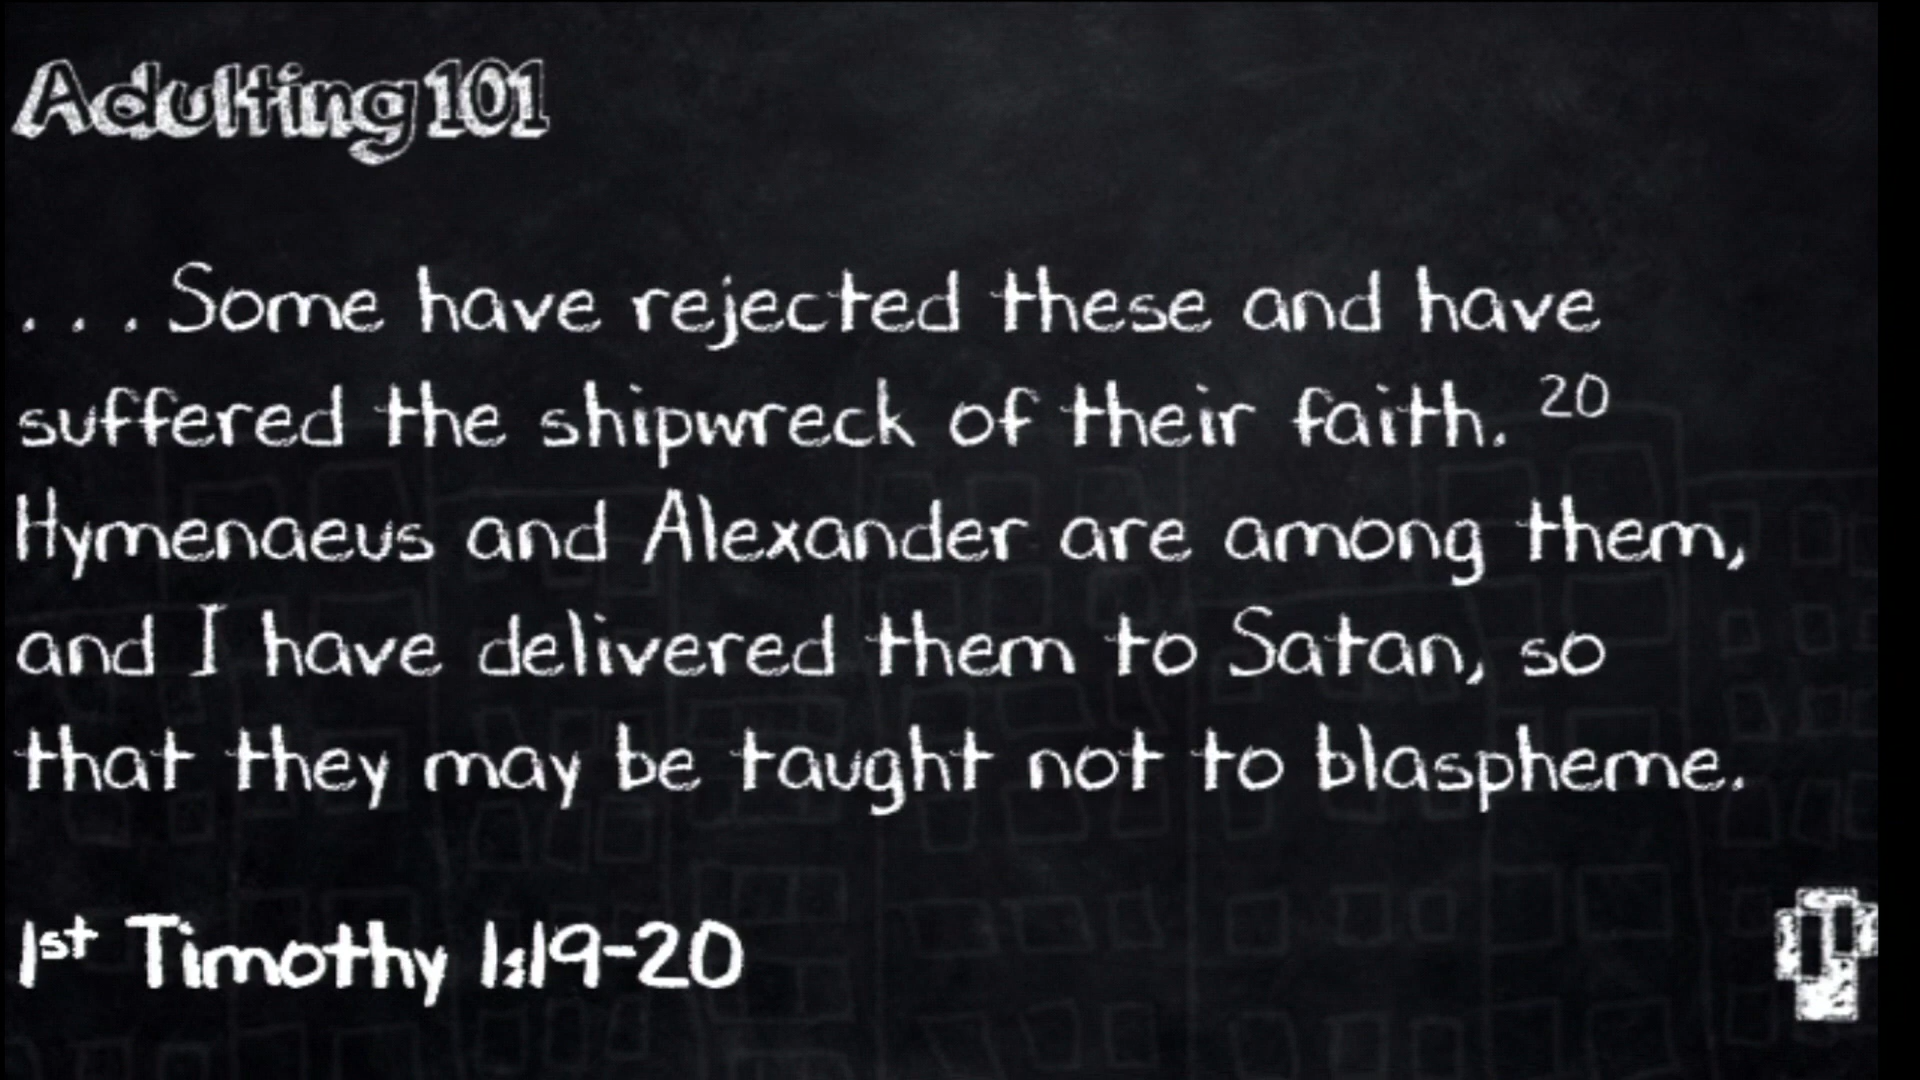 Adulting 101
. . . Some have rejected these and have
suffered the shipwreck of their faith. 20
Hymenaeus and Alexander are among them,
and I have delivered them to Satan, so
that they may be taught not to blaspheme.
1st Timothy 1:19-20